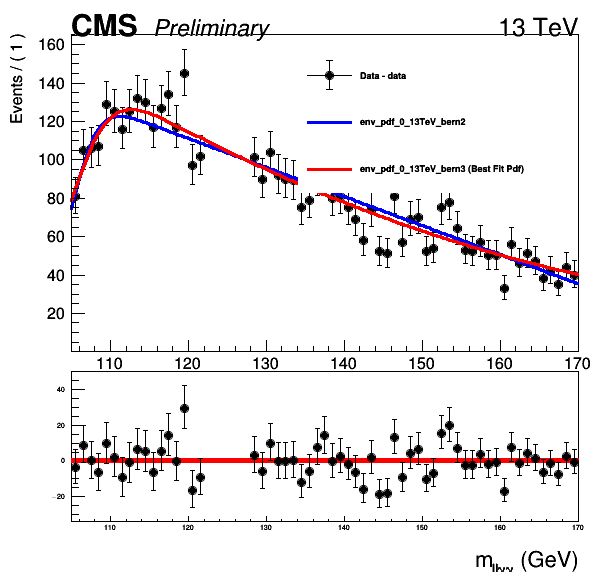 CMS Preliminary 13 TeV
Events / ( 1 )
160
140
120
100
80
60
40
20
Data - data
env_pdf_0_13TeV_bern2
env_pdf_0_13TeV_bern3 (Best Fit Pdf)
110 120 130 140 150 160 170
40
20
0
−20
110 120 130 140 150 160 170
m_llγγ (GeV)